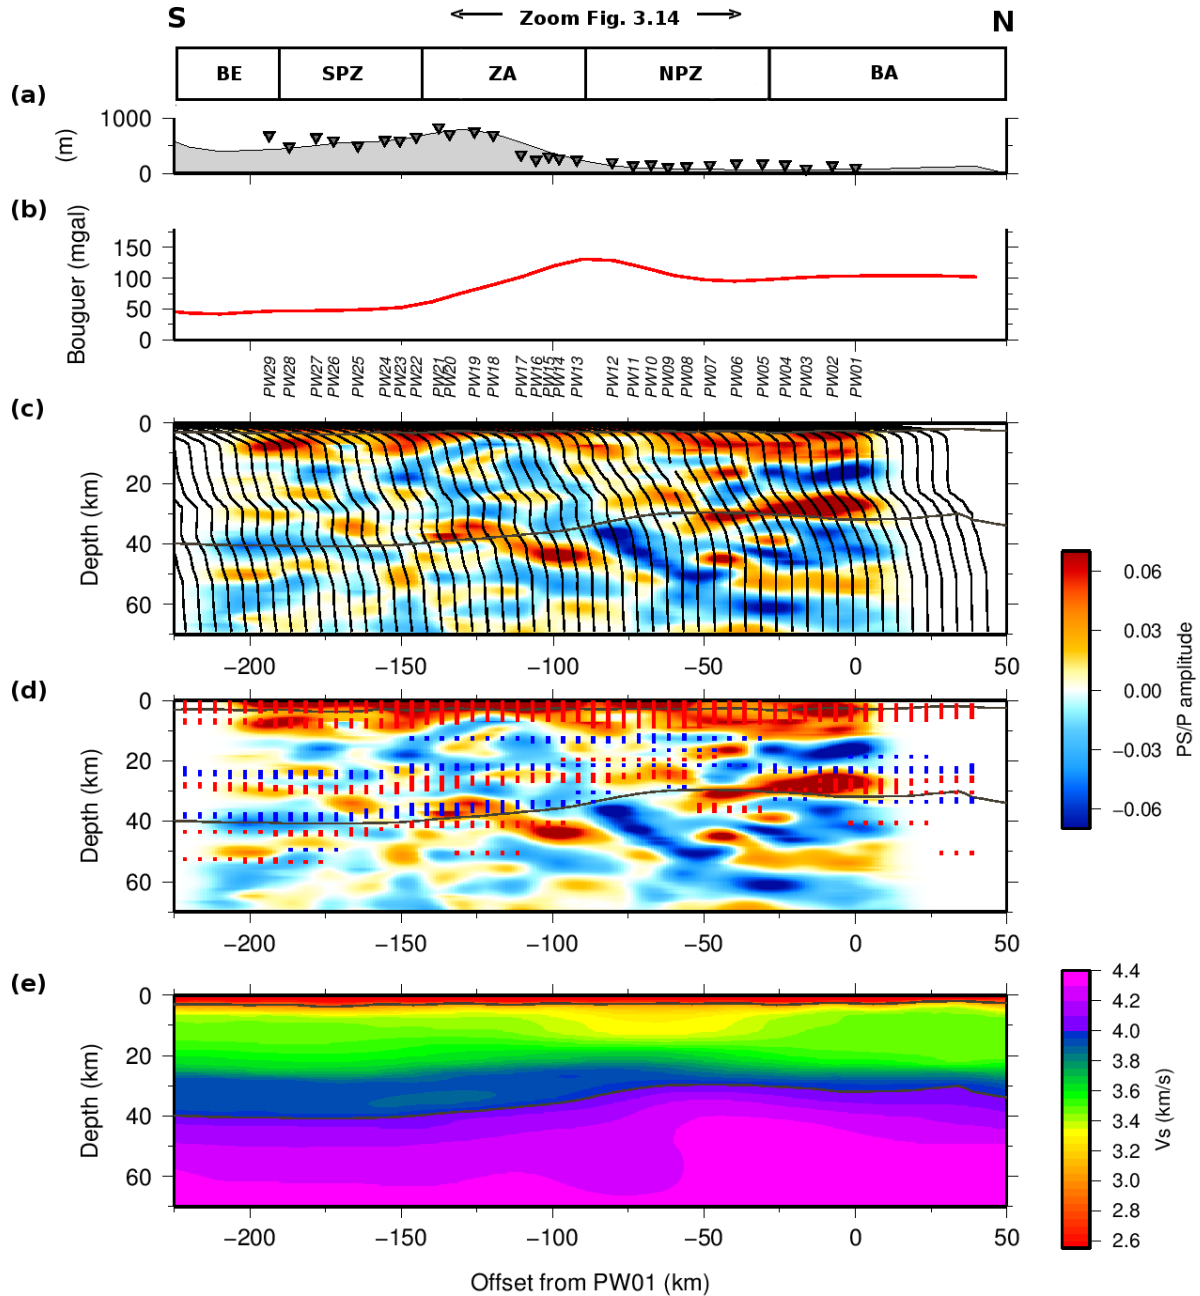 S
Zoom Fig. 3.14
N
BE SPZ ZA NPZ BA
(a)
1000
0
(m)
(b)
150
100
50
0
Bouguer (mgal)
PW29 PW28 PW27 PW26 PW25 PW24 PW23 PW22 PW21 PW20 PW19 PW18 PW17 PW16 PW15 PW14 PW13 PW12 PW11 PW10 PW09 PW08 PW07 PW06 PW05 PW04 PW03 PW02 PW01
(c)
0
20
40
60
Depth (km)
−200 −150 −100 −50 0 50
(d)
0
20
40
60
Depth (km)
−200 −150 −100 −50 0 50
0.06
0.03
0.00
−0.03
−0.06
PS/P amplitude
(e)
0
20
40
60
Depth (km)
−200 −150 −100 −50 0 50
Offset from PW01 (km)
4.4
4.2
4.0
3.8
3.6
3.4
3.2
3.0
2.8
2.6
Vs (km/s)